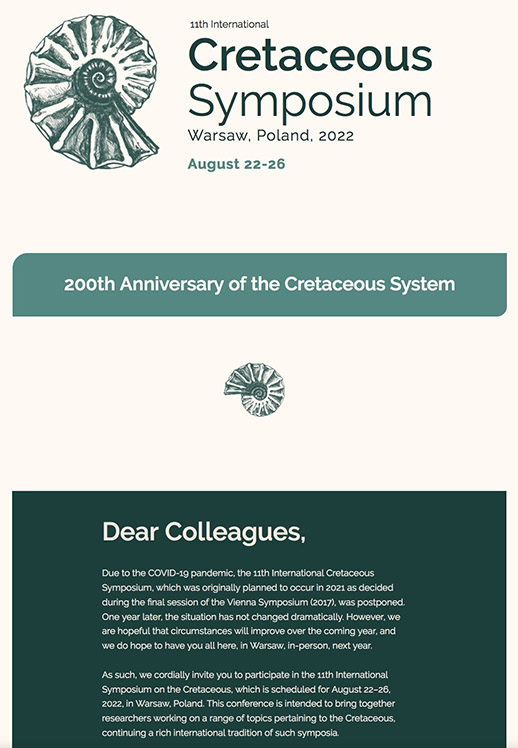 11th International
Cretaceous
Symposium
Warsaw, Poland, 2022
August 22-26
200th Anniversary of the Cretaceous System
Dear Colleagues,
Due to the COVID-19 pandemic, the 11th International Cretaceous
Symposium, which was originally planned to occur in 2021 as decided
during the final session of the Vienna Symposium (2017), was postponed.
One year later, the situation has not changed dramatically. However, we
are hopeful that circumstances will improve over the coming year, and
we do hope to have you all here, in Warsaw, in-person, next year.
As such, we cordially invite you to participate in the 11th International
Symposium on the Cretaceous, which is scheduled for August 22–26,
2022, in Warsaw, Poland. This conference is intended to bring together
researchers working on a range of topics pertaining to the Cretaceous,
continuing a rich international tradition of such symposia.